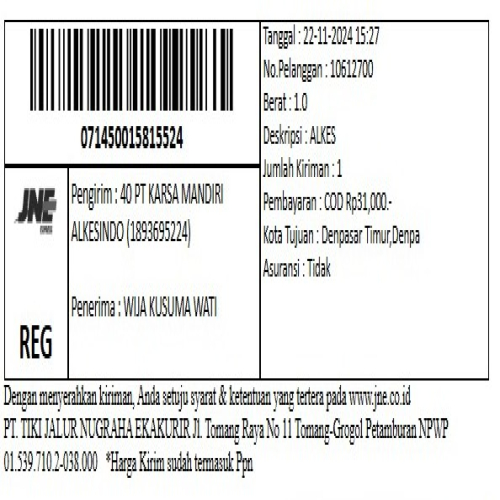 071450015815524
JNE
EXPRESS
REG
Pengirim : 40 PT KARSA MANDIRI
ALKESINDO (1893695224)
Penerima : WIJA KUSUMA WATI
Tanggal : 22-11-2024 15:27
No.Pelanggan : 10612700
Berat : 1.0
Deskripsi : ALKES
Jumlah Kiriman : 1
Pembayaran : COD Rp31,000.-
Kota Tujuan : Denpasar Timur,Denpa
Asuransi : Tidak
Dengan menyerahkan kiriman, Anda setuju syarat & ketentuan yang tertera pada www.jne.co.id
PT. TIKI JALUR NUGRAHA EKAKURIR Jl. Tomang Raya No 11 Tomang-Grogol Petamburan NPWP
01.539.710.2-038.000 *Harga Kirim sudah termasuk Ppn